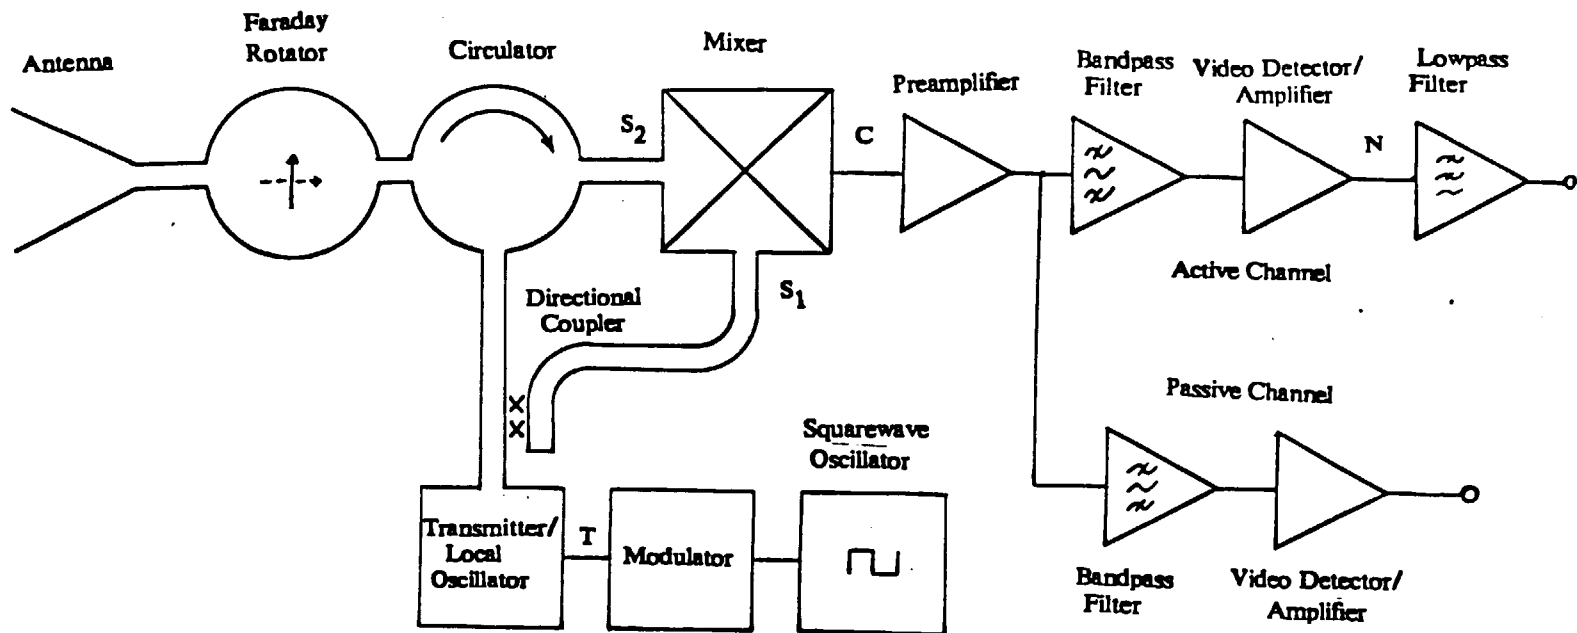 Antenna
Faraday
Rotator
Circulator
Mixer
Preamplifier
Bandpass
Filter
Video Detector/
Amplifier
Lowpass
Filter
S2
C
N
Active Channel
Directional
Coupler
S1
Passive Channel
Squarewave
Oscillator
Transmitter/
Local
Oscillator
T
Modulator
Bandpass
Filter
Video Detector/
Amplifier